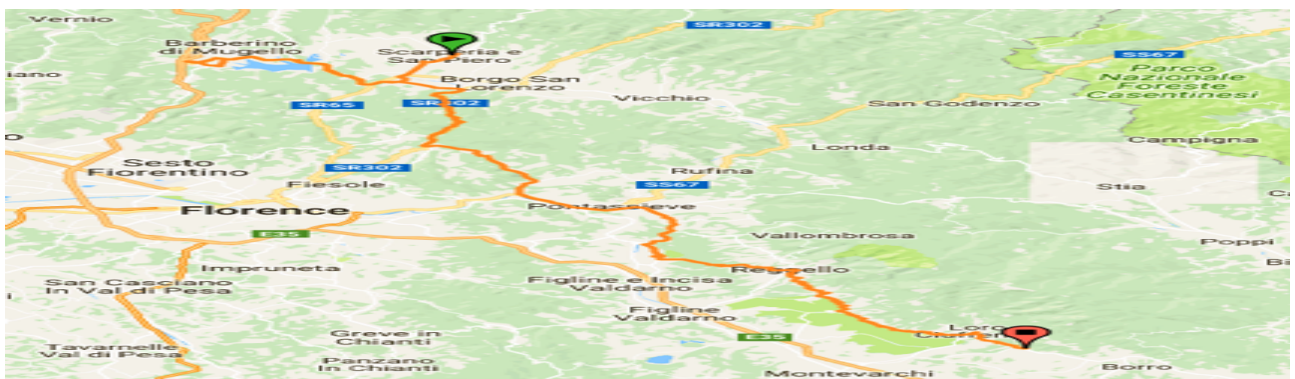 Vernio
SR302
Barberino
di Mugello
Scarperia e
San Piero
SS67
Parco
Nazionale
Foreste
Casentinesi
Borgo San
Lorenzo
Vicchio
SR65
SR302
San Godenzo
Campigna
Sesto
Fiorentino
SR302
Fiesole
Londa
Rufina
SS67
Stia
Florence
Pontassieve
E35
Vallombrosa
Poppi
Impruneta
Reggello
San Casciano
In Val di Pesa
Figline e Incisa
Valdarno
Figline
Valdarno
Greve in
Chianti
E35
Loro
Tavarnelle
Val di Pesa
Panzano
In Chianti
Montevarchi
Borro